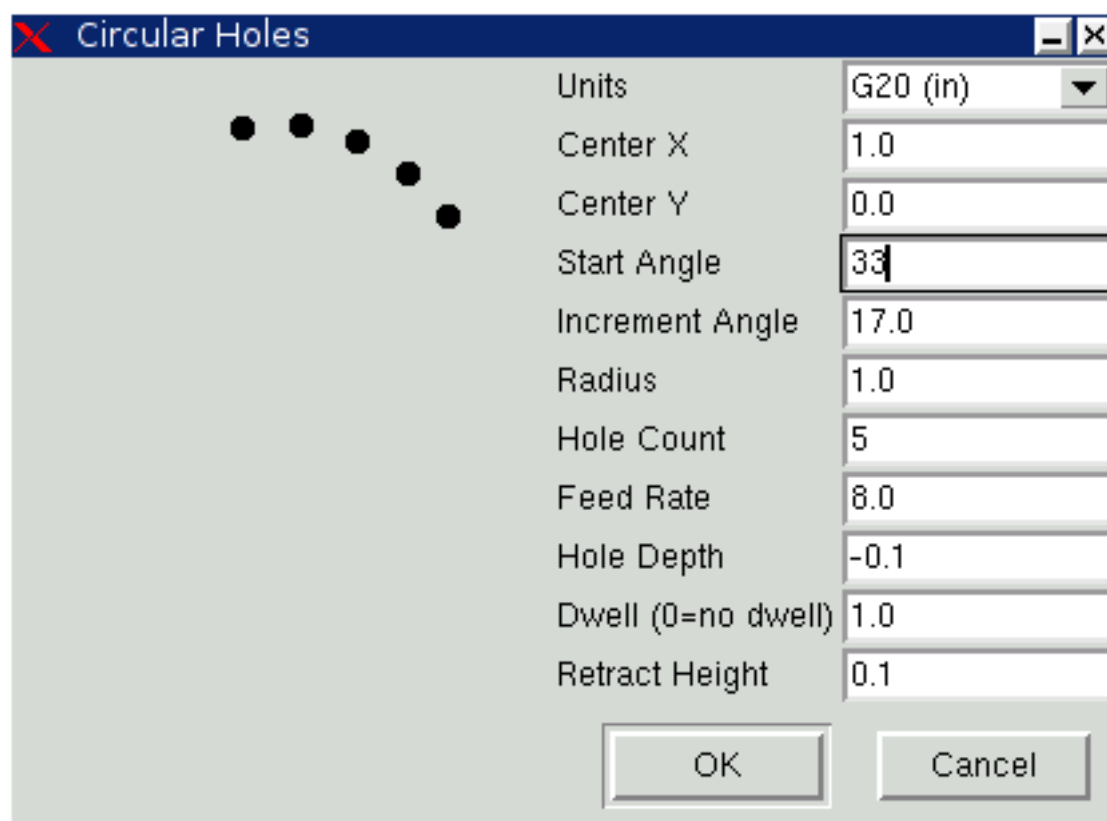 Circular Holes
Units G20 (in)
Center X 1.0
Center Y 0.0
Start Angle 33
Increment Angle 17.0
Radius 1.0
Hole Count 5
Feed Rate 8.0
Hole Depth -0.1
Dwell (0=no dwell) 1.0
Retract Height 0.1
OK Cancel